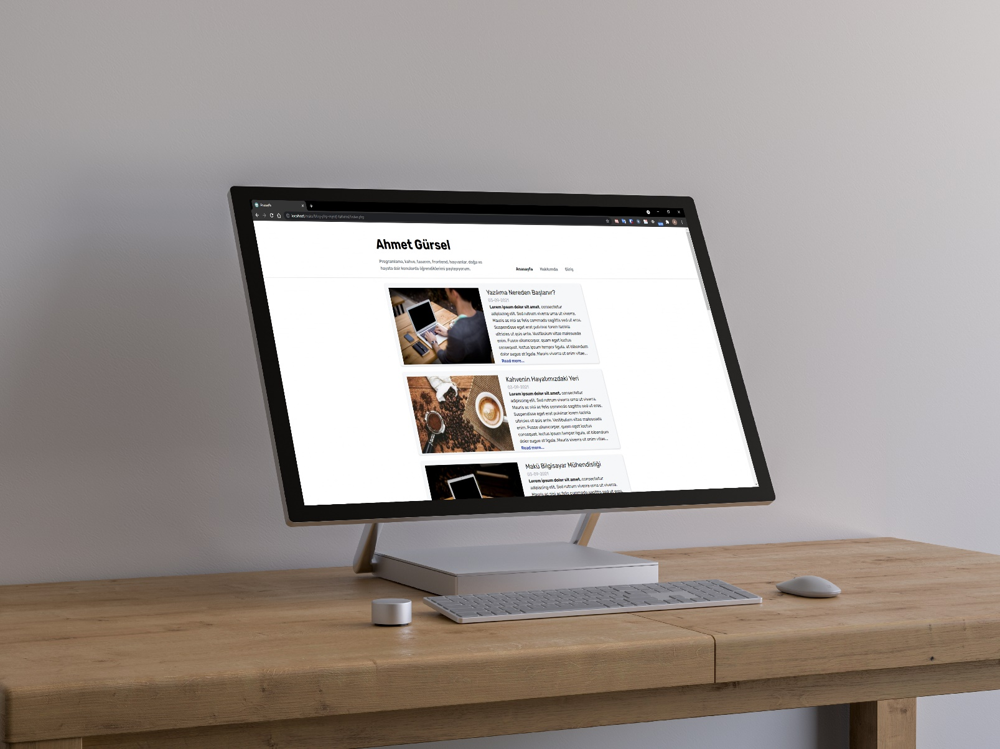 Anasayfa
localhost/maku/blog-php-mysql-tailwind/index.php
Ahmet Gürsel
Programlama, kahve, tasarım, frontend, hayvanlar, doğa ve
hayata dair konularda öğrendiklerimi paylaşıyorum.
Anasayfa Hakkımda Giriş
Yazılıma Nereden Başlanır?
03-09-2021
Lorem ipsum dolor sit amet, consectetur
adipiscing elit. Sed rutrum viverra urna ut viverra.
Mauris ac nisi ac felis commodo sagittis sed ut eros.
Suspendisse eget erat pulvinar lorem lacinia
ultricies ut quis ante. Vestibulum vitae malesuada
enim. Fusce ullamcorper, quam eget luctus
consequat, lectus ipsum tempor ligula, at bibendum
dolor augue at ligula. Mauris viverra ut enim vitae...
Read more...
Kahvenin Hayatımızdaki Yeri
03-09-2021
Lorem ipsum dolor sit amet, consectetur
adipiscing elit. Sed rutrum viverra urna ut viverra.
Mauris ac nisi ac felis commodo sagittis sed ut eros.
Suspendisse eget erat pulvinar lorem lacinia
ultricies ut quis ante. Vestibulum vitae malesuada
enim. Fusce ullamcorper, quam eget luctus
consequat, lectus ipsum tempor ligula, at bibendum
dolor augue at ligula. Mauris viverra ut enim vitae...
Read more...
Makü Bilgisayar Mühendisliği
03-09-2021
Lorem ipsum dolor sit amet, consectetur
adipiscing elit. Sed rutrum viverra urna ut viverra.
Mauris ac nisi ac felis commodo sagittis sed ut eros.